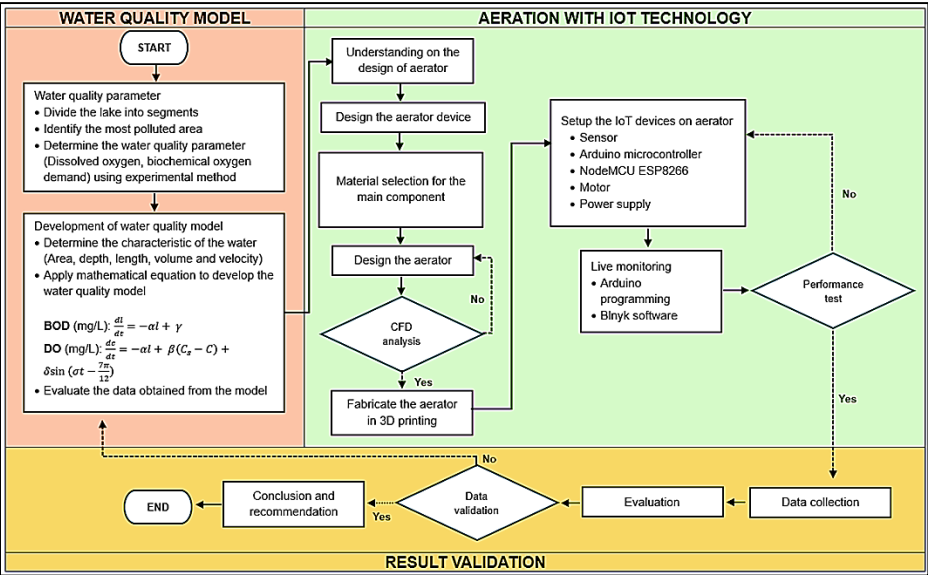 WATER QUALITY MODEL
START
Water quality parameter
• Divide the lake into segments
• Identify the most polluted area
• Determine the water quality parameter
(Dissolved oxygen, biochemical oxygen
demand) using experimental method
Development of water quality model
• Determine the characteristic of the water
(Area, depth, length, volume and velocity)
• Apply mathematical equation to develop the
water quality model
BOD (mg/L): dl/dt = −αl + γ
DO (mg/L): dc/dt = −αl + β(Cs − C) +
δsin (σt − 7π/12)
• Evaluate the data obtained from the model
AERATION WITH IOT TECHNOLOGY
Understanding on the
design of aerator
Design the aerator device
Material selection for the
main component
Design the aerator
No
CFD
analysis
Yes
Fabricate the aerator
in 3D printing
Setup the IoT devices on aerator
• Sensor
• Arduino microcontroller
• NodeMCU ESP8266
• Motor
• Power supply
Live monitoring
• Arduino
programming
• Blnyk software
No
Performance
test
Yes
Data collection
Evaluation
No
Data
validation
Yes
Conclusion and
recommendation
END
RESULT VALIDATION